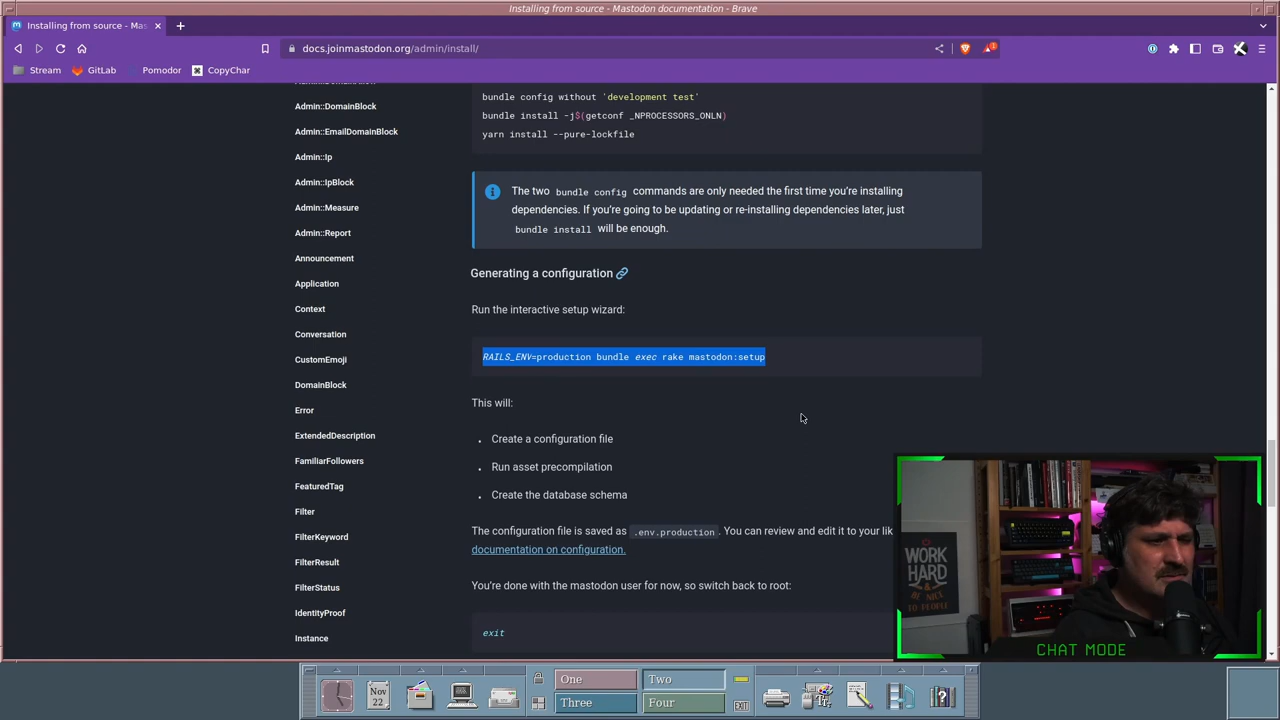 Installing from source - Mastodon documentation - Brave
Installing from source - Mas
docs.joinmastodon.org/admin/install/
Stream
GitLab
Pomodor
CopyChar
Admin::DomainBlock
Admin::EmailDomainBlock
Admin::Ip
Admin::IpBlock
Admin::Measure
Admin::Report
Announcement
Application
Context
Conversation
CustomEmoji
DomainBlock
Error
ExtendedDescription
FamiliarFollowers
FeaturedTag
Filter
FilterKeyword
FilterResult
FilterStatus
IdentityProof
Instance
bundle config without 'development test'
bundle install -j$(getconf _NPROCESSORS_ONLN)
yarn install --pure-lockfile
The two bundle config commands are only needed the first time you're installing
dependencies. If you're going to be updating or re-installing dependencies later, just
bundle install will be enough.
Generating a configuration
Run the interactive setup wizard:
RAILS_ENV=production bundle exec rake mastodon:setup
This will:
Create a configuration file
Run asset precompilation
Create the database schema
The configuration file is saved as .env.production. You can review and edit it to your lik
documentation on configuration.
You're done with the mastodon user for now, so switch back to root:
exit
WORK
HARD
& BE NICE
TO PEOPLE
CHAT MODE
Nov
22
One
Two
Three
Four
EXIT